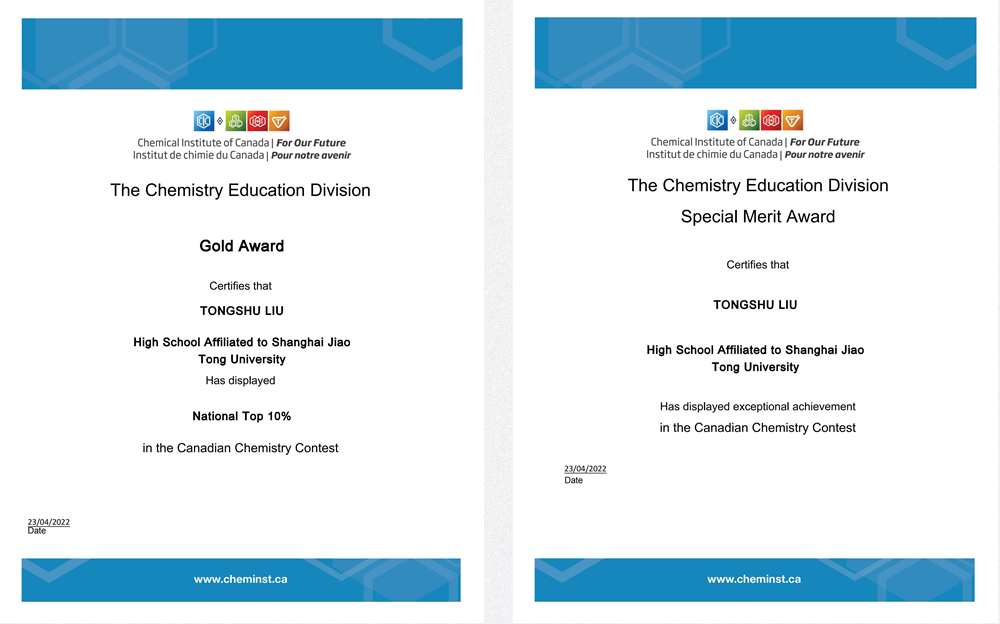 Chemical Institute of Canada | For Our Future
Institut de chimie du Canada | Pour notre avenir
The Chemistry Education Division
Gold Award
Certifies that
TONGSHU LIU
High School Affiliated to Shanghai Jiao
Tong University
Has displayed
National Top 10%
in the Canadian Chemistry Contest
23/04/2022
Date
www.cheminst.ca
Chemical Institute of Canada | For Our Future
Institut de chimie du Canada | Pour notre avenir
The Chemistry Education Division
Special Merit Award
Certifies that
TONGSHU LIU
High School Affiliated to Shanghai Jiao
Tong University
Has displayed exceptional achievement
in the Canadian Chemistry Contest
23/04/2022
Date
www.cheminst.ca